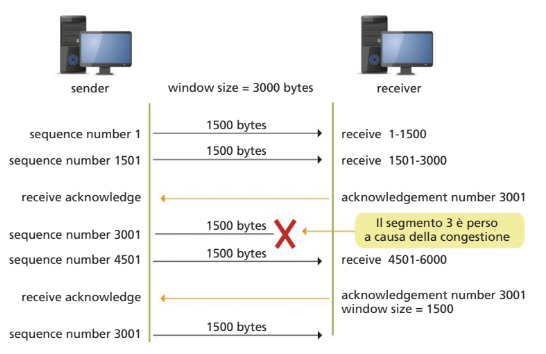 sender
window size = 3000 bytes
receiver
sequence number 1
1500 bytes
receive 1-1500
sequence number 1501
1500 bytes
receive 1501-3000
receive acknowledge
acknowledgement number 3001
sequence number 3001
1500 bytes
Il segmento 3 è perso
a causa della congestione
sequence number 4501
1500 bytes
receive 4501-6000
receive acknowledge
acknowledgement number 3001
window size = 1500
sequence number 3001
1500 bytes